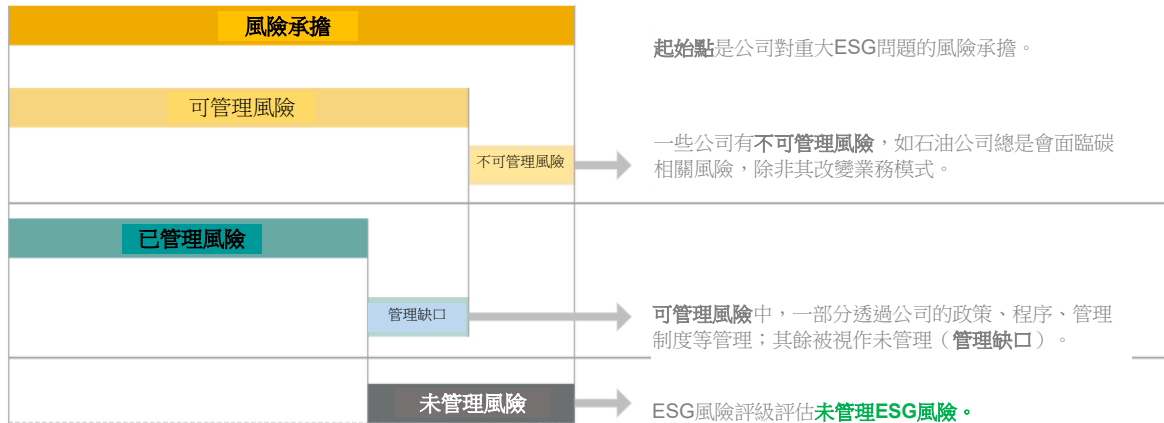 風險承擔
起始點是公司對重大ESG問題的風險承擔。
可管理風險
不可管理風險
一些公司有不可管理風險，如石油公司總是會面臨碳
相關風險，除非其改變業務模式。
已管理風險
管理缺口
可管理風險中，一部分透過公司的政策、程序、管理
制度等管理；其餘被視作未管理（管理缺口）。
未管理風險
ESG風險評級評估未管理ESG風險。